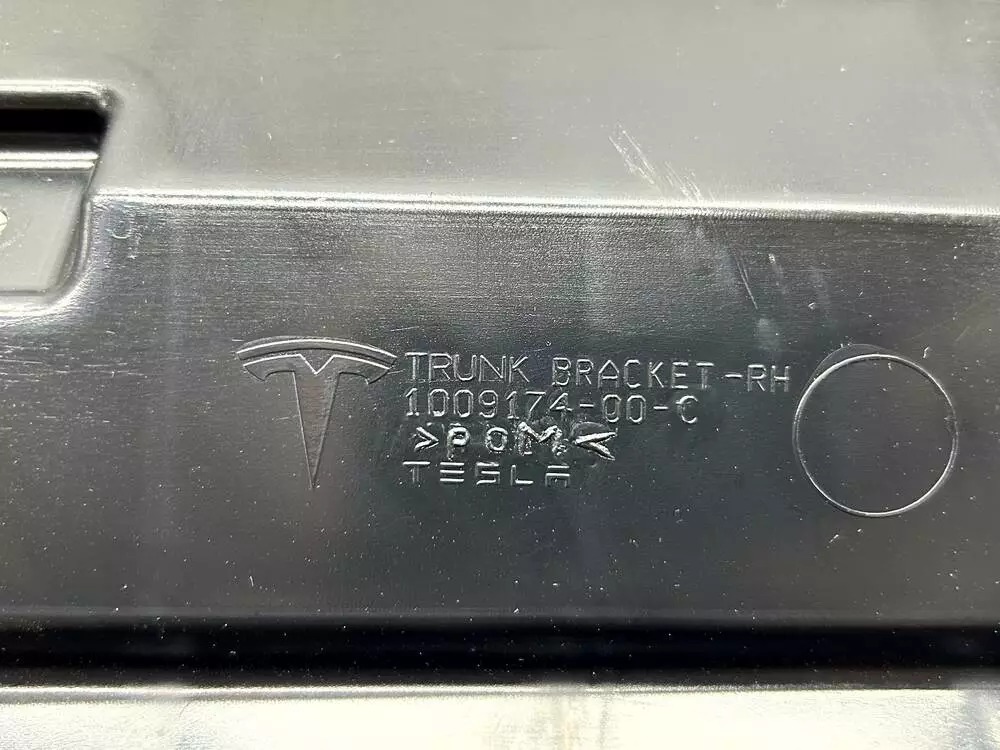 TRUNK BRACKET-RH
1009174-00-C
>POM<
TESLA